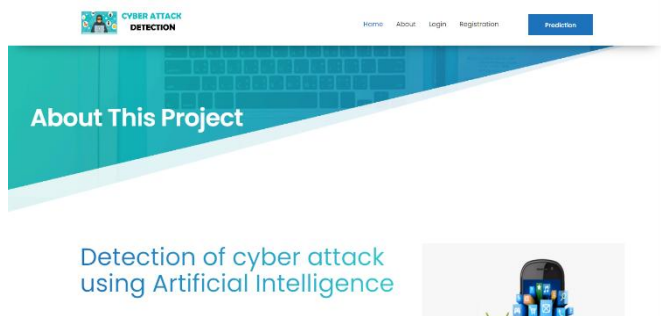 CYBER ATTACK
DETECTION
Home About Login Registration Prediction
About This Project
Detection of cyber attack
using Artificial Intelligence